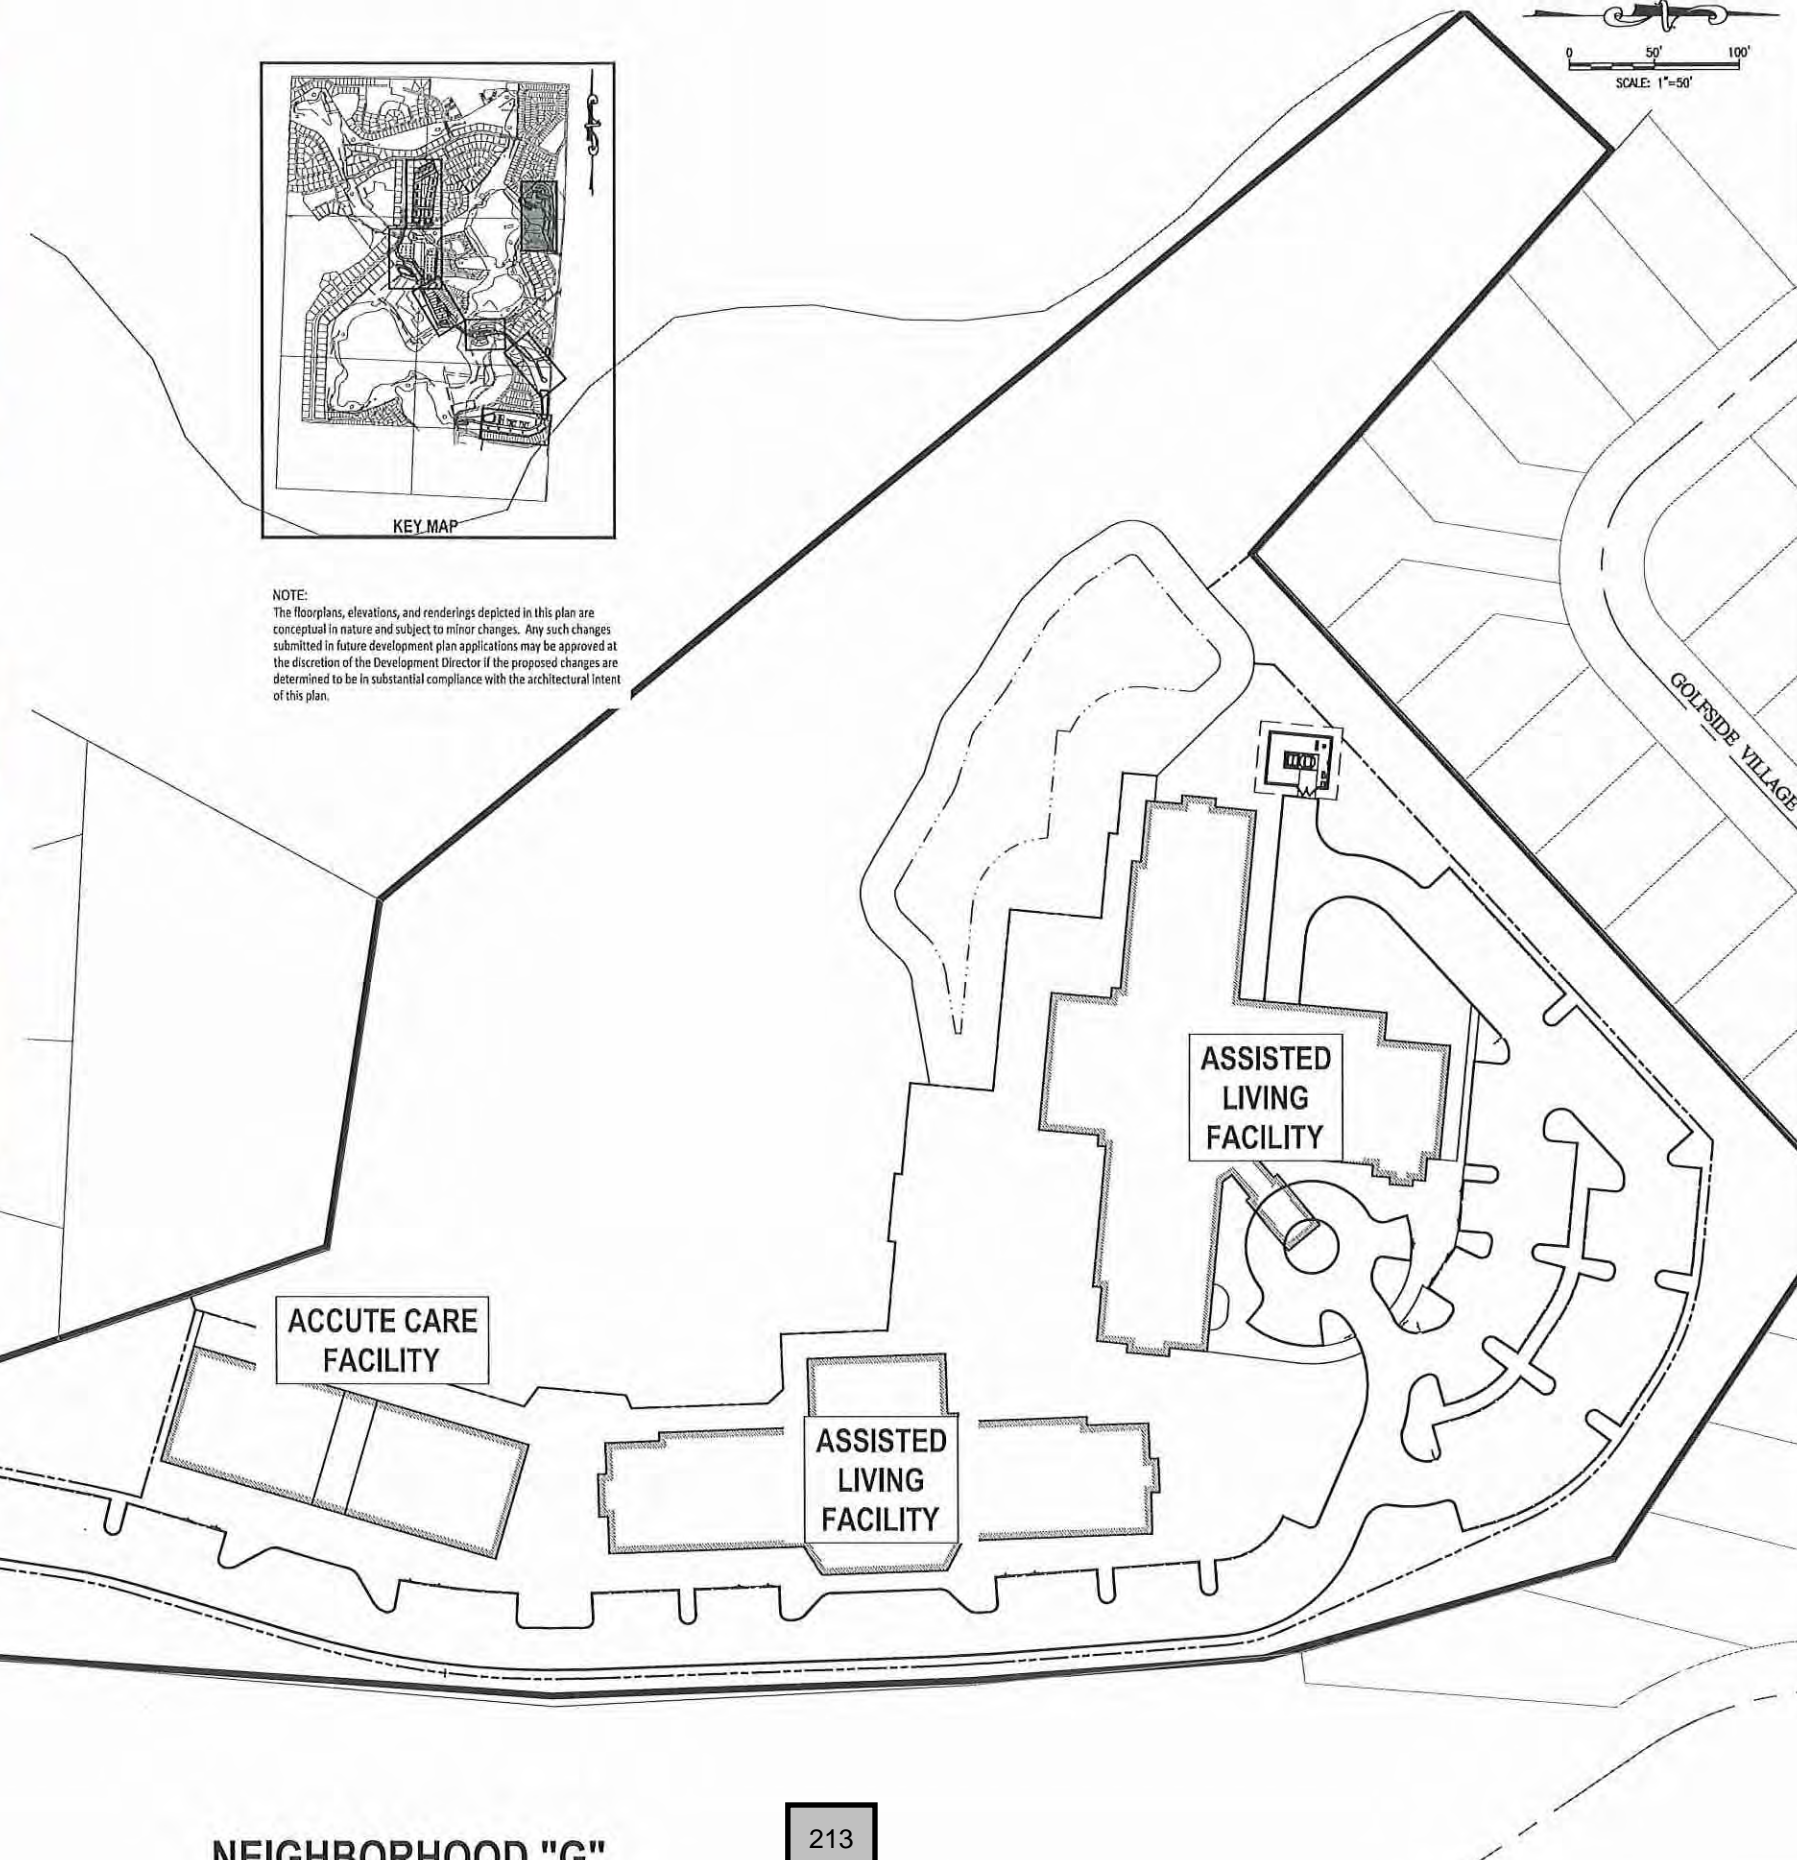 0 50' 100'
SCALE: 1"=50'
KEY MAP
NOTE:
The floorplans, elevations, and renderings depicted in this plan are
conceptual in nature and subject to minor changes. Any such changes
submitted in future development plan applications may be approved at
the discretion of the Development Director if the proposed changes are
determined to be in substantial compliance with the architectural intent
of this plan.
GOLFSIDE VILLAGE
ASSISTED
LIVING
FACILITY
ACCUTE CARE
FACILITY
ASSISTED
LIVING
FACILITY
213
NEIGHBORHOOD "G"